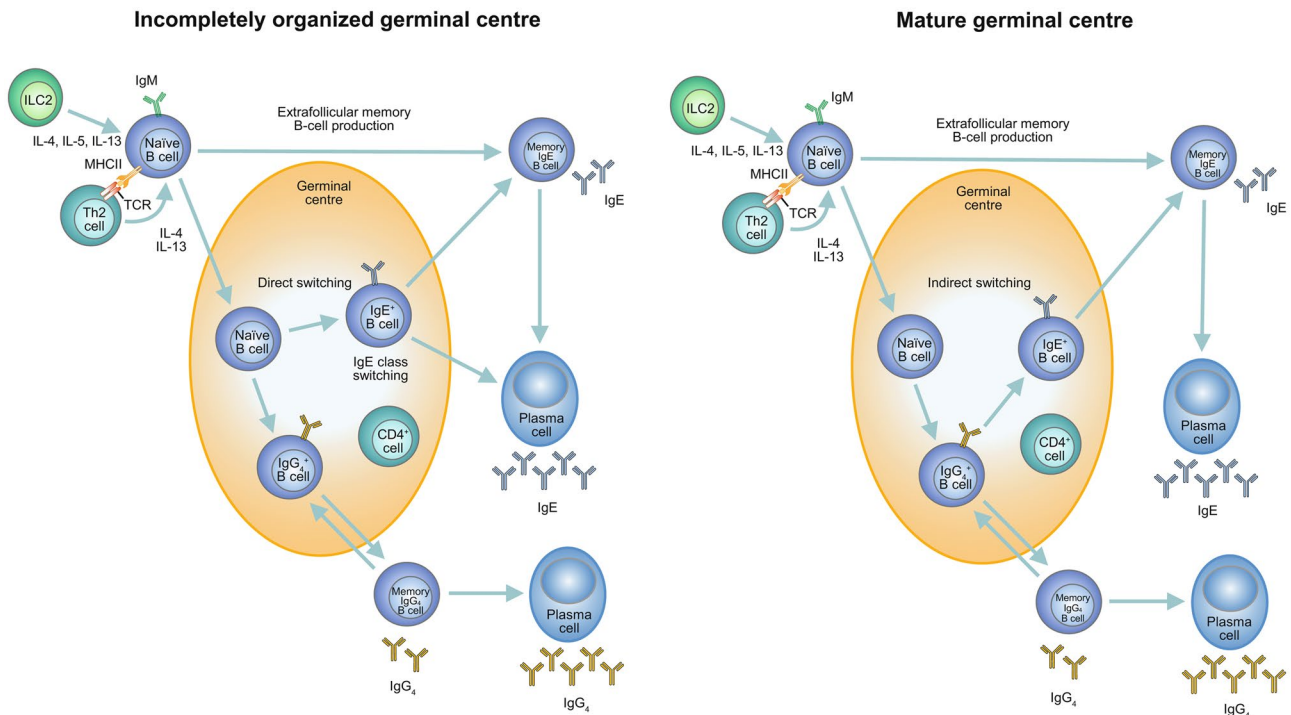 Incompletely organized germinal centre
ILC2
IgM
IL-4, IL-5, IL-13
Naïve
B cell
MHCII
TCR
Th2
cell
IL-4
IL-13
Extrafollicular memory
B-cell production
Memory
IgE
B cell
IgE
Germinal
centre
Direct switching
Naïve
B cell
IgE⁺
B cell
IgE class
switching
CD4⁺
cell
IgG₄⁺
B cell
Plasma
cell
IgE
Memory
IgG₄
B cell
IgG₄
Plasma
cell
IgG₄
Mature germinal centre
ILC2
IgM
IL-4, IL-5, IL-13
Naïve
B cell
MHCII
TCR
Th2
cell
IL-4
IL-13
Extrafollicular memory
B-cell production
Memory
IgE
B cell
IgE
Germinal
centre
Indirect switching
Naïve
B cell
IgE⁺
B cell
CD4⁺
cell
IgG₄⁺
B cell
Plasma
cell
IgE
Memory
IgG₄
B cell
IgG₄
Plasma
cell
IgG₄